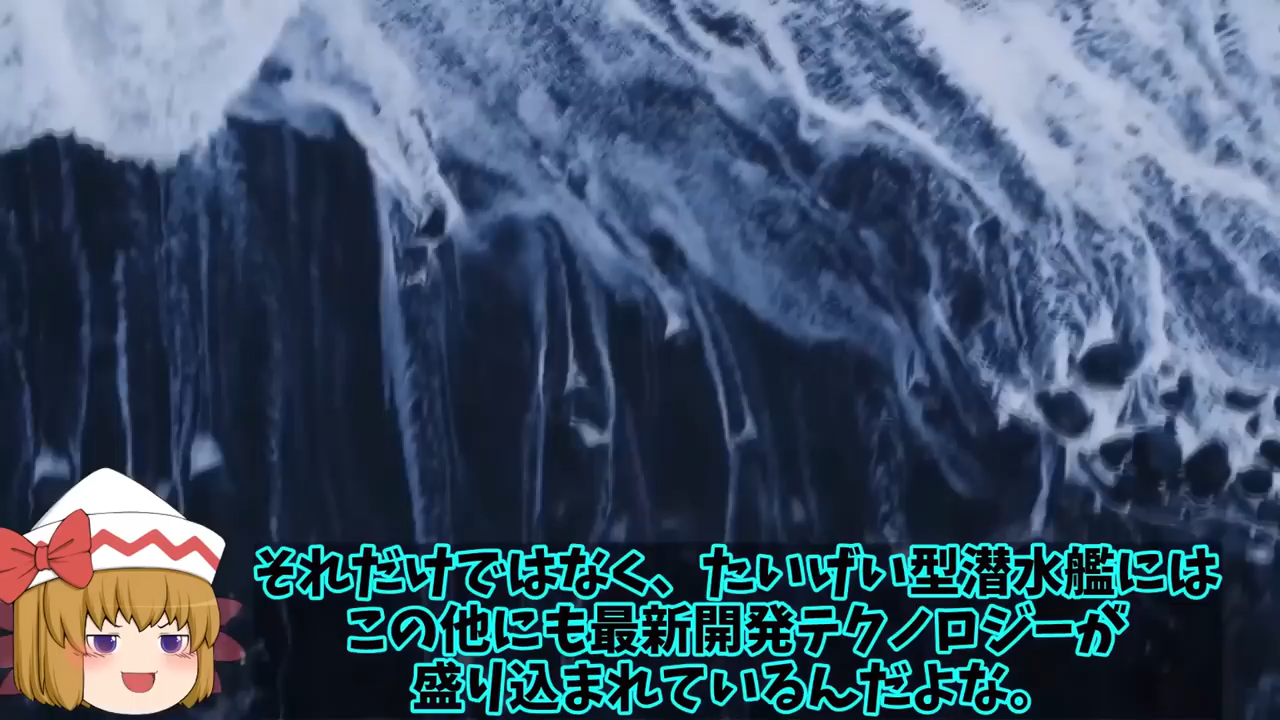 それだけではなく、たいげい型潜水艦には
この他にも最新開発テクノロジーが
盛り込まれているんだよな。